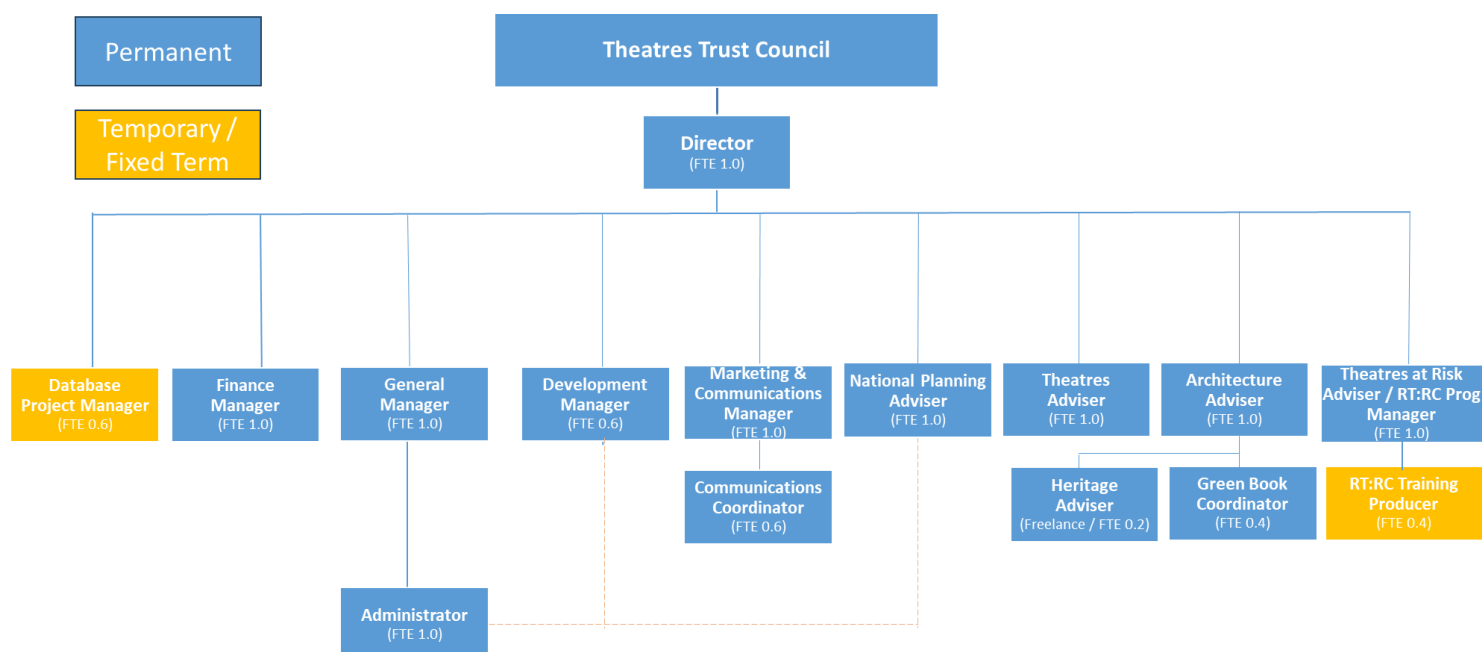 Permanent
Temporary /
Fixed Term
Theatres Trust Council
Director
(FTE 1.0)
Database
Project Manager
(FTE 0.6)
Finance
Manager
(FTE 1.0)
General
Manager
(FTE 1.0)
Development
Manager
(FTE 0.6)
Marketing &
Communications
Manager
(FTE 1.0)
National Planning
Adviser
(FTE 1.0)
Theatres
Adviser
(FTE 1.0)
Architecture
Adviser
(FTE 1.0)
Theatres at Risk
Adviser / RT:RC Prog
Manager
(FTE 1.0)
Communications
Coordinator
(FTE 0.6)
Heritage
Adviser
(Freelance / FTE 0.2)
Green Book
Coordinator
(FTE 0.4)
RT:RC Training
Producer
(FTE 0.4)
Administrator
(FTE 1.0)